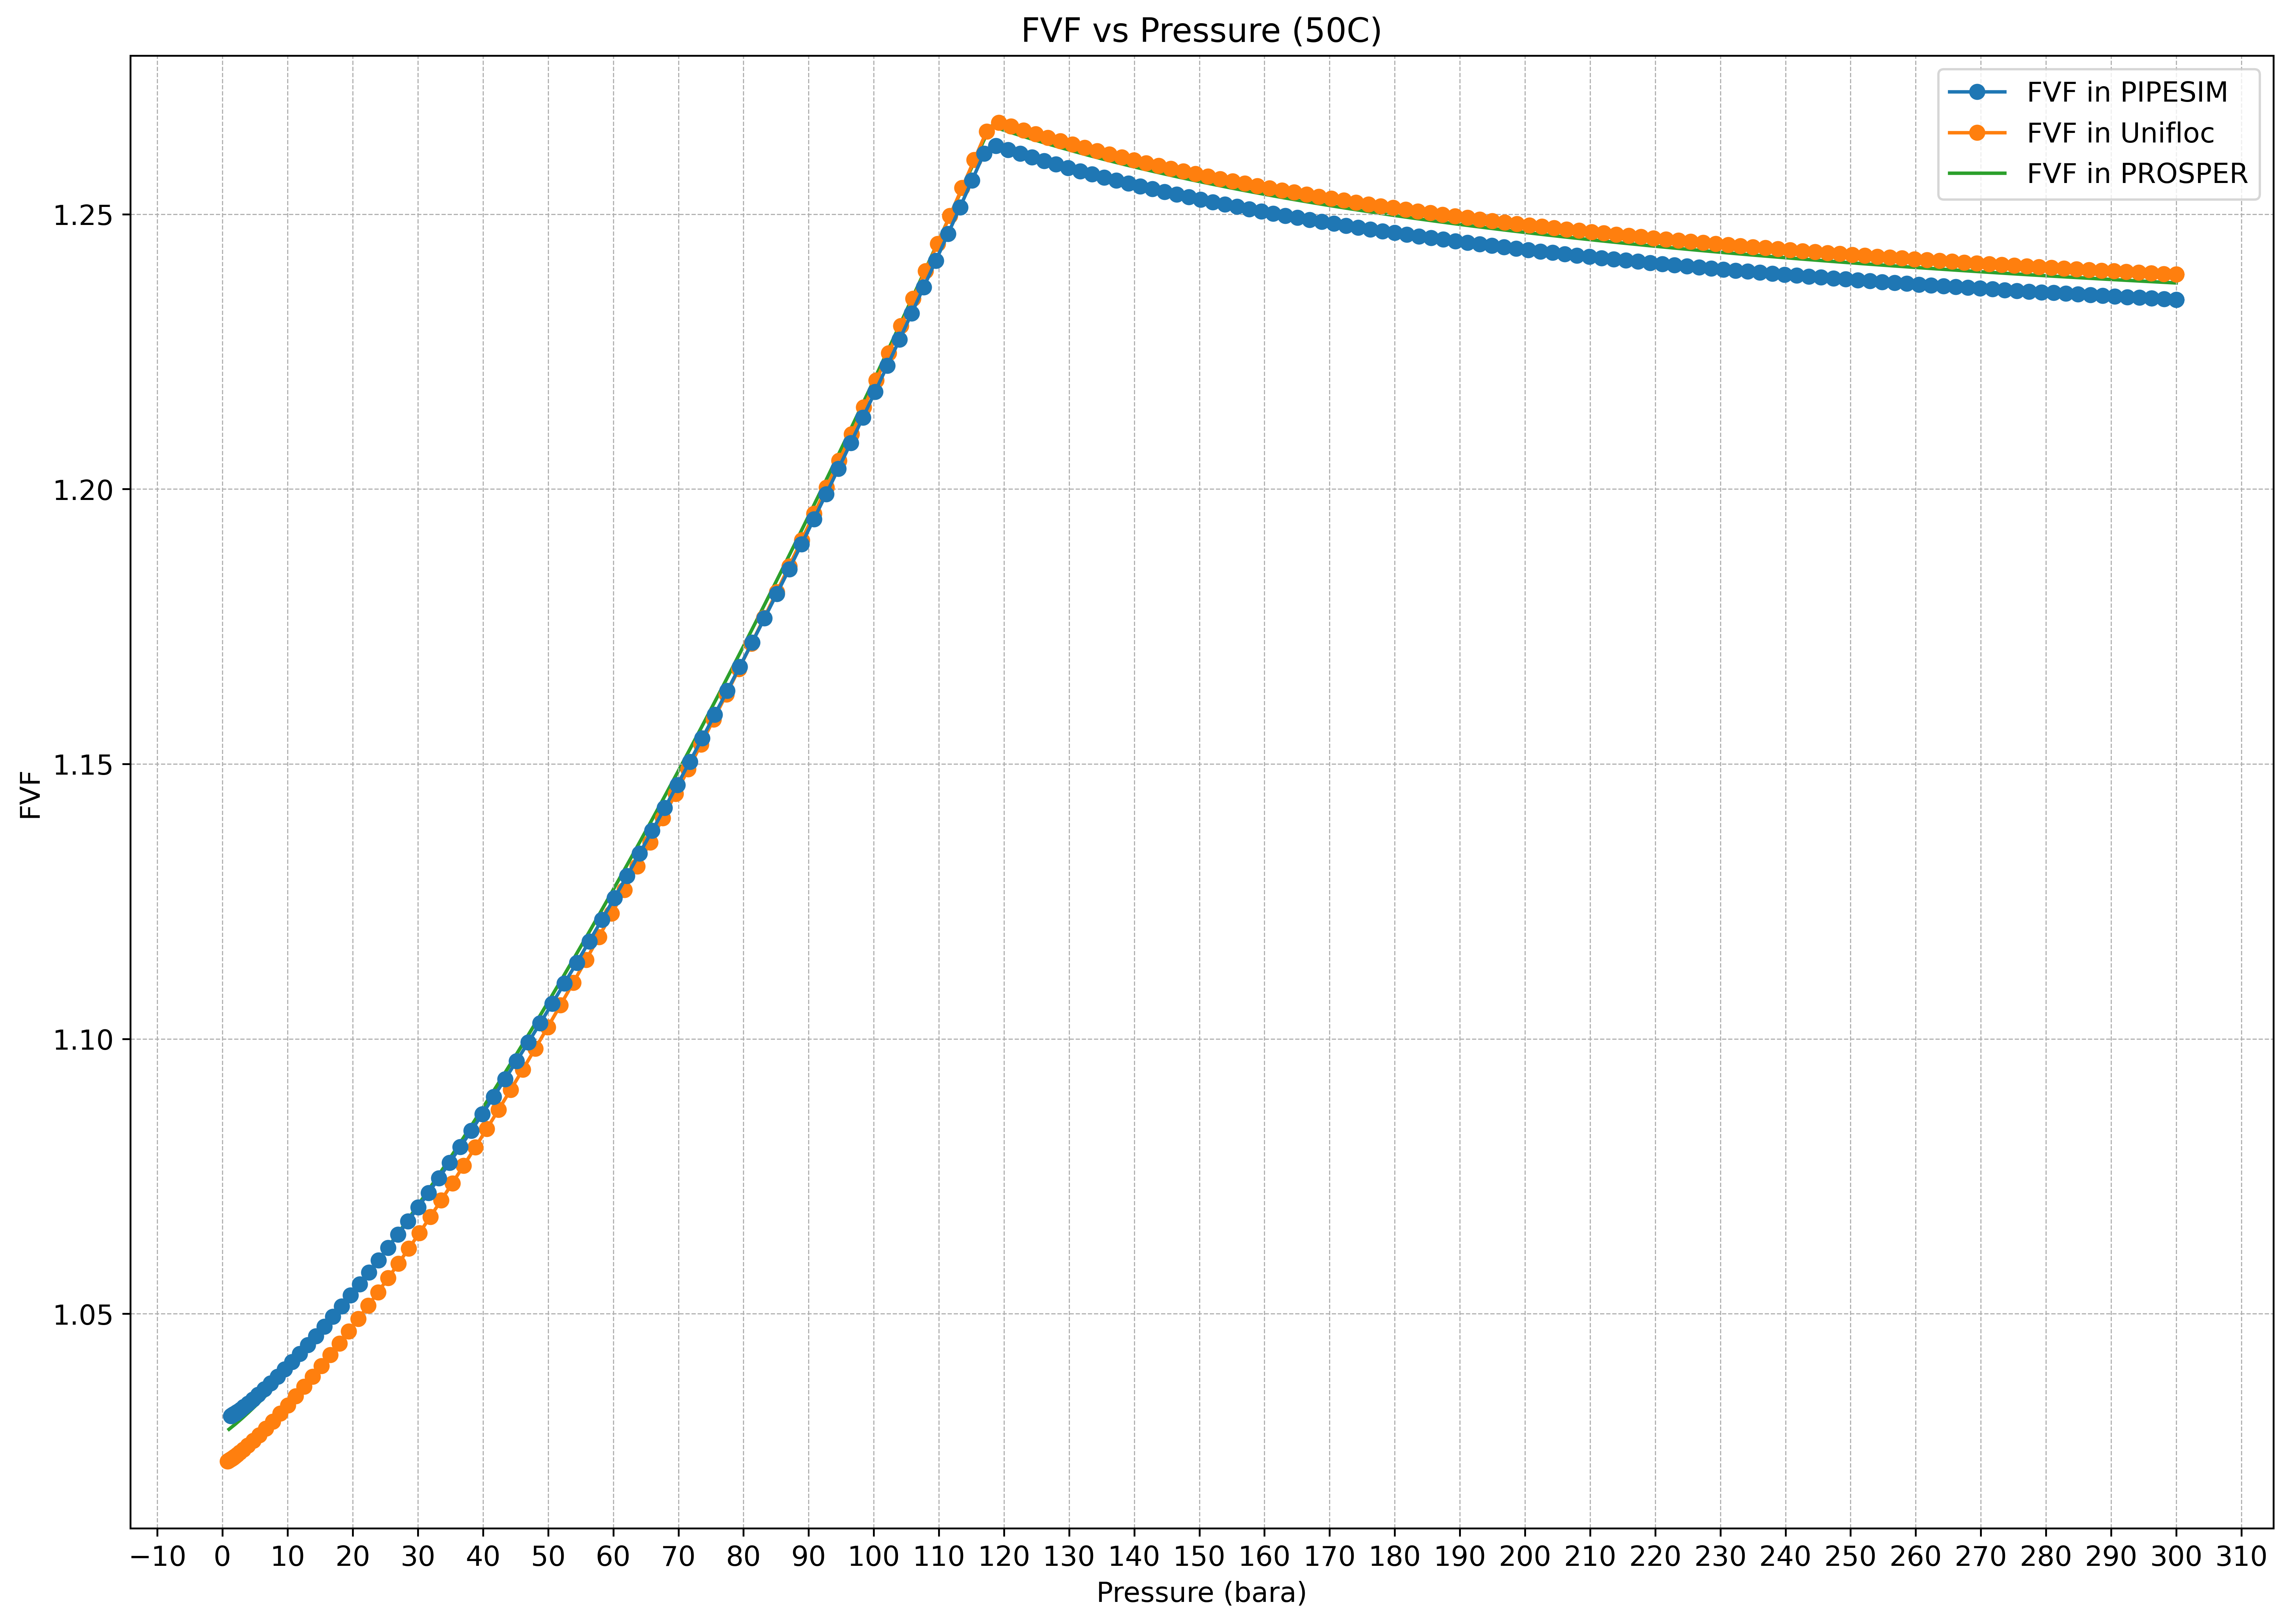 FVF vs Pressure (50C)
FVF in PIPESIM
FVF in Unifloc
FVF in PROSPER
1.25
1.20
1.15
1.10
1.05
FVF
−10 0 10 20 30 40 50 60 70 80 90 100 110 120 130 140 150 160 170 180 190 200 210 220 230 240 250 260 270 280 290 300 310
Pressure (bara)